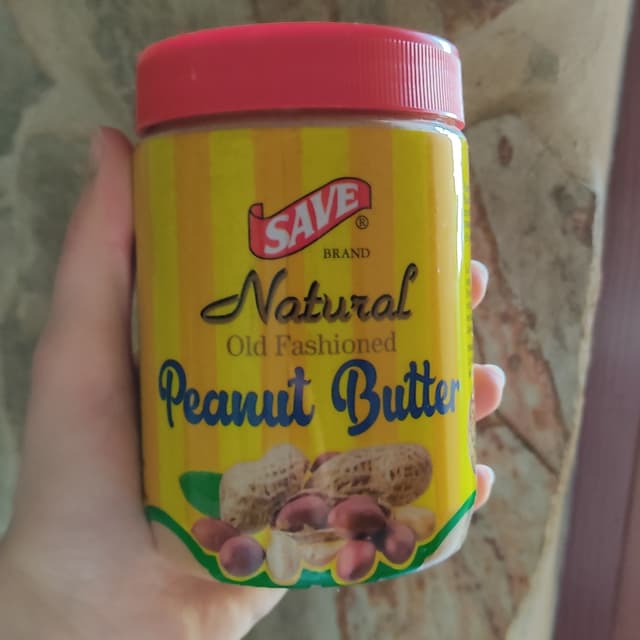 SAVE ®
BRAND
Natural
Old Fashioned
Peanut Butter